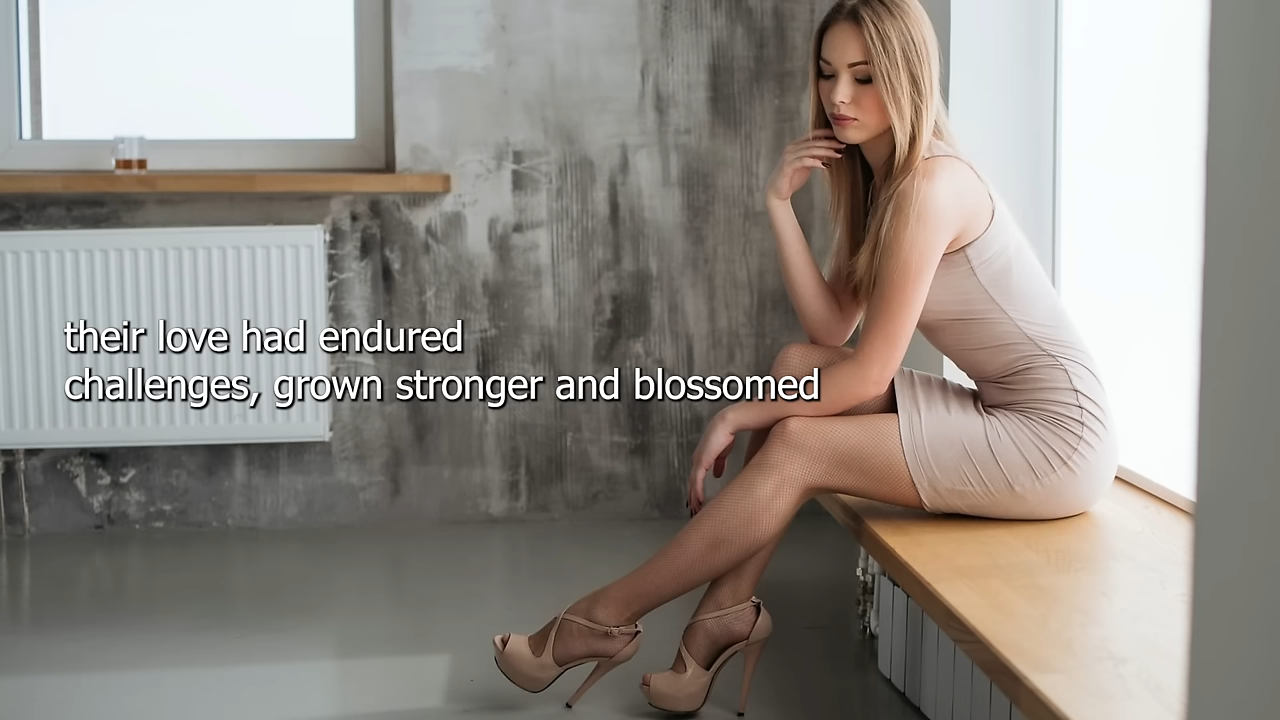 their love had endured
challenges, grown stronger and blossomed